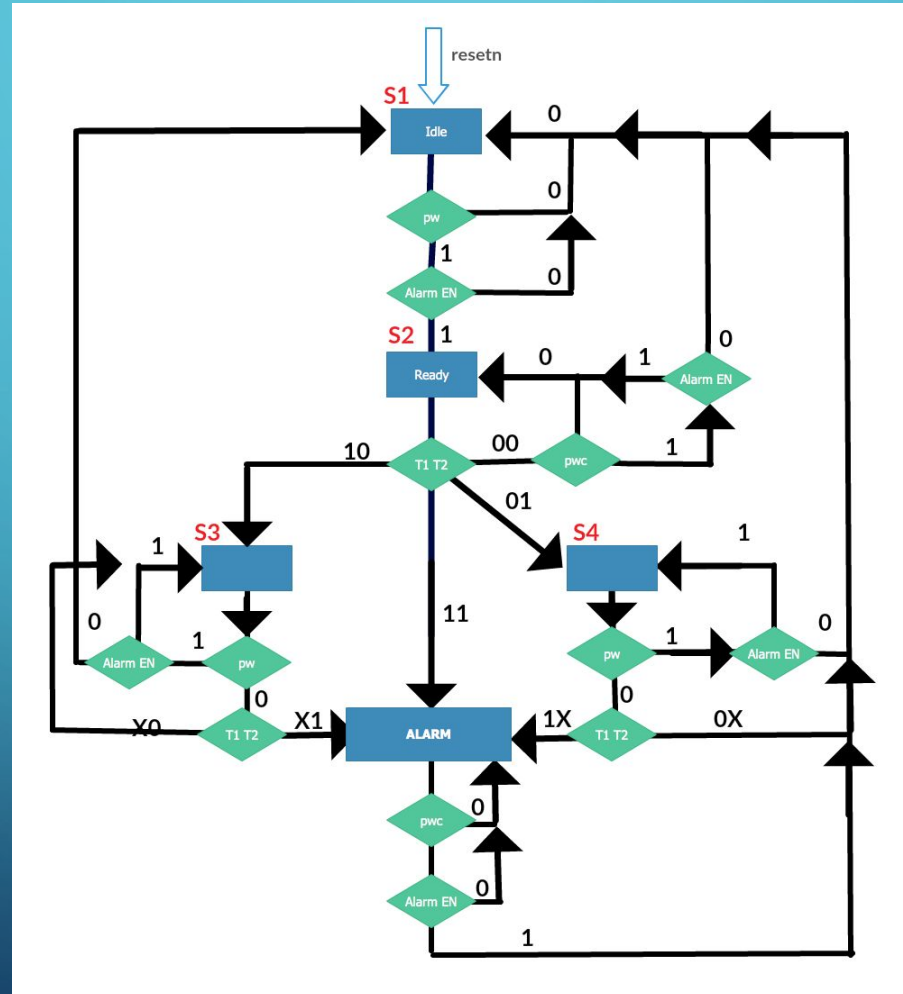 resetn
S1
0
Idle
0
pw
1
0
Alarm EN
S2
1
0
1
0
Ready
Alarm EN
10
00
1
T1 T2
pwc
01
S3
S4
1
1
11
0
1
1
0
Alarm EN
pw
pw
Alarm EN
0
0
X0
X1
1X
0X
T1 T2
ALARM
T1 T2
0
pwc
0
Alarm EN
1